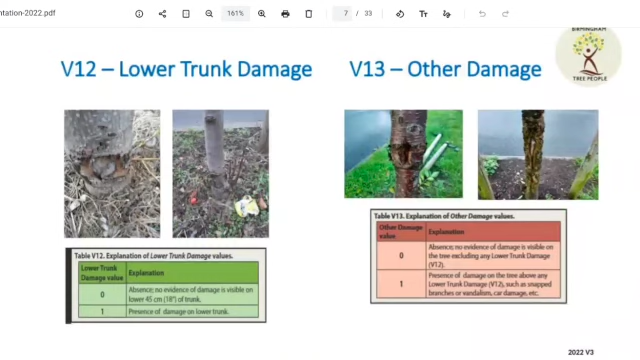 ntation-2022.pdf
161%
7 / 33
BIRMINGHAM
TREE PEOPLE
V12 – Lower Trunk Damage
V13 – Other Damage
Table V12. Explanation of Lower Trunk Damage values.
Lower Trunk
Damage value
Explanation
0
Absence; no evidence of damage is visible on
lower 45 cm (18") of trunk.
1
Presence of damage on lower trunk.
Table V13. Explanation of Other Damage values.
Other Damage
value
Explanation
0
Absence; no evidence of damage is visible on
the tree excluding any Lower Trunk Damage
(V12).
1
Presence of damage on the tree above any
Lower Trunk Damage (V12), such as snapped
branches or vandalism, car damage, etc.
2022 V3